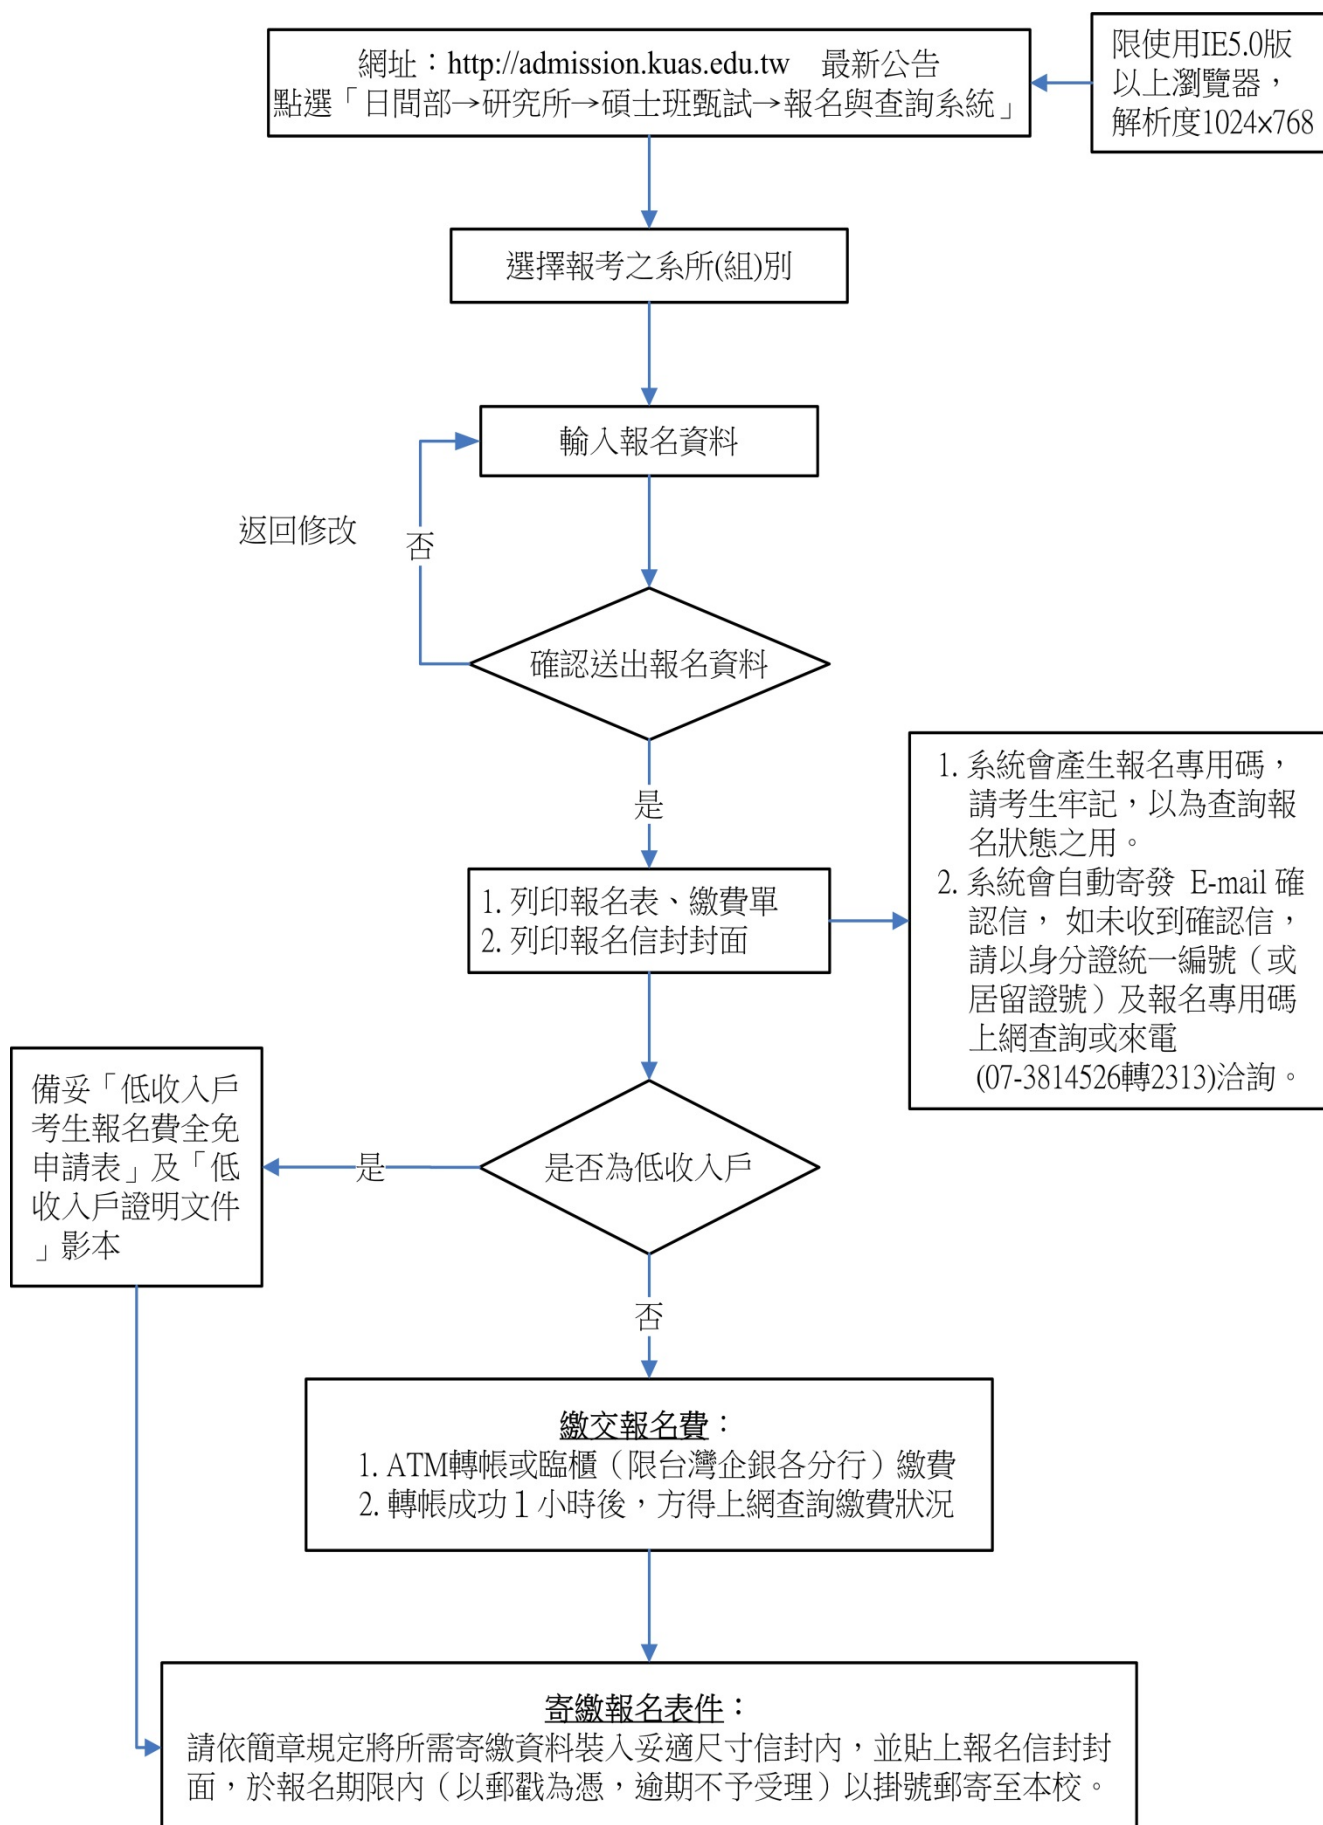 網址：http://admission.kuas.edu.tw　最新公告
點選「日間部→研究所→碩士班甄試→報名與查詢系統」
限使用IE5.0版
以上瀏覽器，
解析度1024×768
選擇報考之系所(組)別
輸入報名資料
返回修改
否
確認送出報名資料
是
1. 列印報名表、繳費單
2. 列印報名信封封面
1. 系統會產生報名專用碼，
請考生牢記，以為查詢報
名狀態之用。
2. 系統會自動寄發 E-mail 確
認信， 如未收到確認信，
請以身分證統一編號（或
居留證號）及報名專用碼
上網查詢或來電
(07-3814526轉2313)洽詢。
是否為低收入戶
是
備妥「低收入戶
考生報名費全免
申請表」及「低
收入戶證明文件
」影本
否
繳交報名費：
1. ATM轉帳或臨櫃（限台灣企銀各分行）繳費
2. 轉帳成功１小時後，方得上網查詢繳費狀況
寄繳報名表件：
請依簡章規定將所需寄繳資料裝入妥適尺寸信封內，並貼上報名信封封
面，於報名期限內（以郵戳為憑，逾期不予受理）以掛號郵寄至本校。